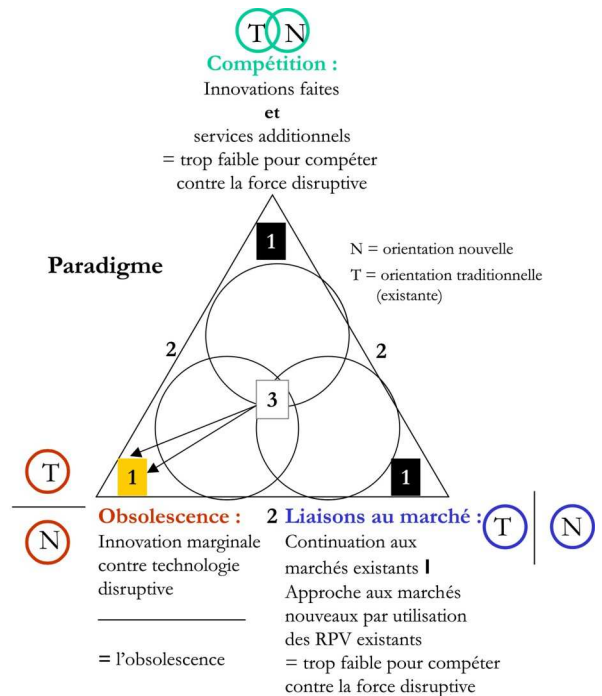 T N
Compétition :
Innovations faites
et
services additionnels
= trop faible pour compéter
contre la force disruptive
1
N = orientation nouvelle
T = orientation traditionnelle
(existante)
Paradigme
2
2
3
1
1
T
N
Obsolescence :
Innovation marginale
contre technologie
disruptive
= l’obsolescence
2
Liaisons au marché :
T | N
Continuation aux
marchés existants |
Approche aux marchés
nouveaux par utilisation
des RPV existants
= trop faible pour compéter
contre la force disruptive